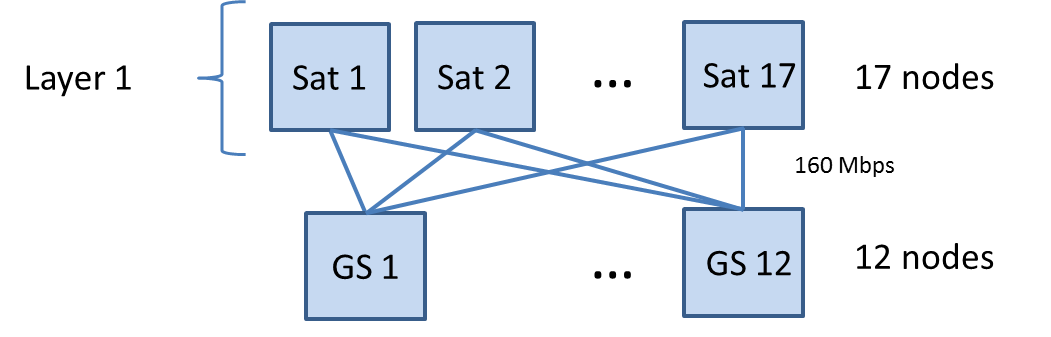 Layer 1
Sat 1
Sat 2
...
Sat 17
17 nodes
160 Mbps
GS 1
...
GS 12
12 nodes